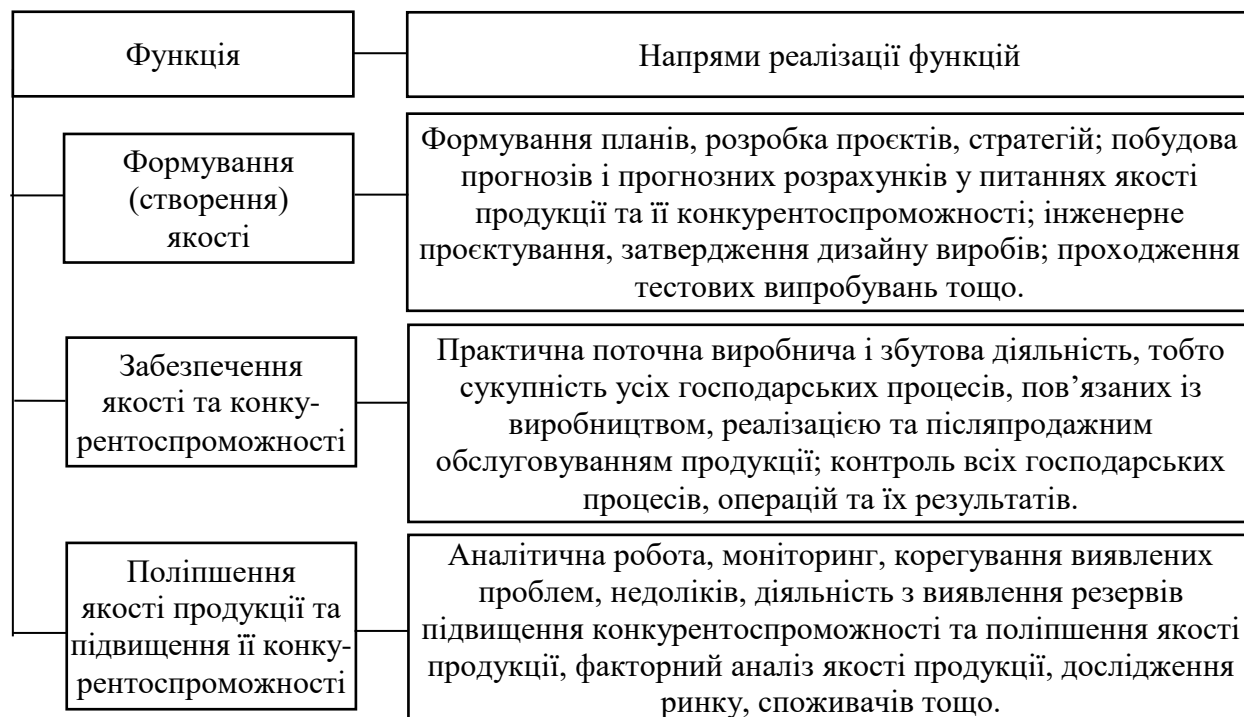 Функція
Напрями реалізації функцій
Формування
(створення)
якості
Формування планів, розробка проєктів, стратегій; побудова
прогнозів і прогнозних розрахунків у питаннях якості
продукції та її конкурентоспроможності; інженерне
проєктування, затвердження дизайну виробів; проходження
тестових випробувань тощо.
Забезпечення
якості та конку-
рентоспроможності
Практична поточна виробнича і збутова діяльність, тобто
сукупність усіх господарських процесів, пов’язаних із
виробництвом, реалізацією та післяпродажним
обслуговуванням продукції; контроль всіх господарських
процесів, операцій та їх результатів.
Поліпшення
якості продукції та
підвищення її конку-
рентоспроможності
Аналітична робота, моніторинг, корегування виявлених
проблем, недоліків, діяльність з виявлення резервів
підвищення конкурентоспроможності та поліпшення якості
продукції, факторний аналіз якості продукції, дослідження
ринку, споживачів тощо.